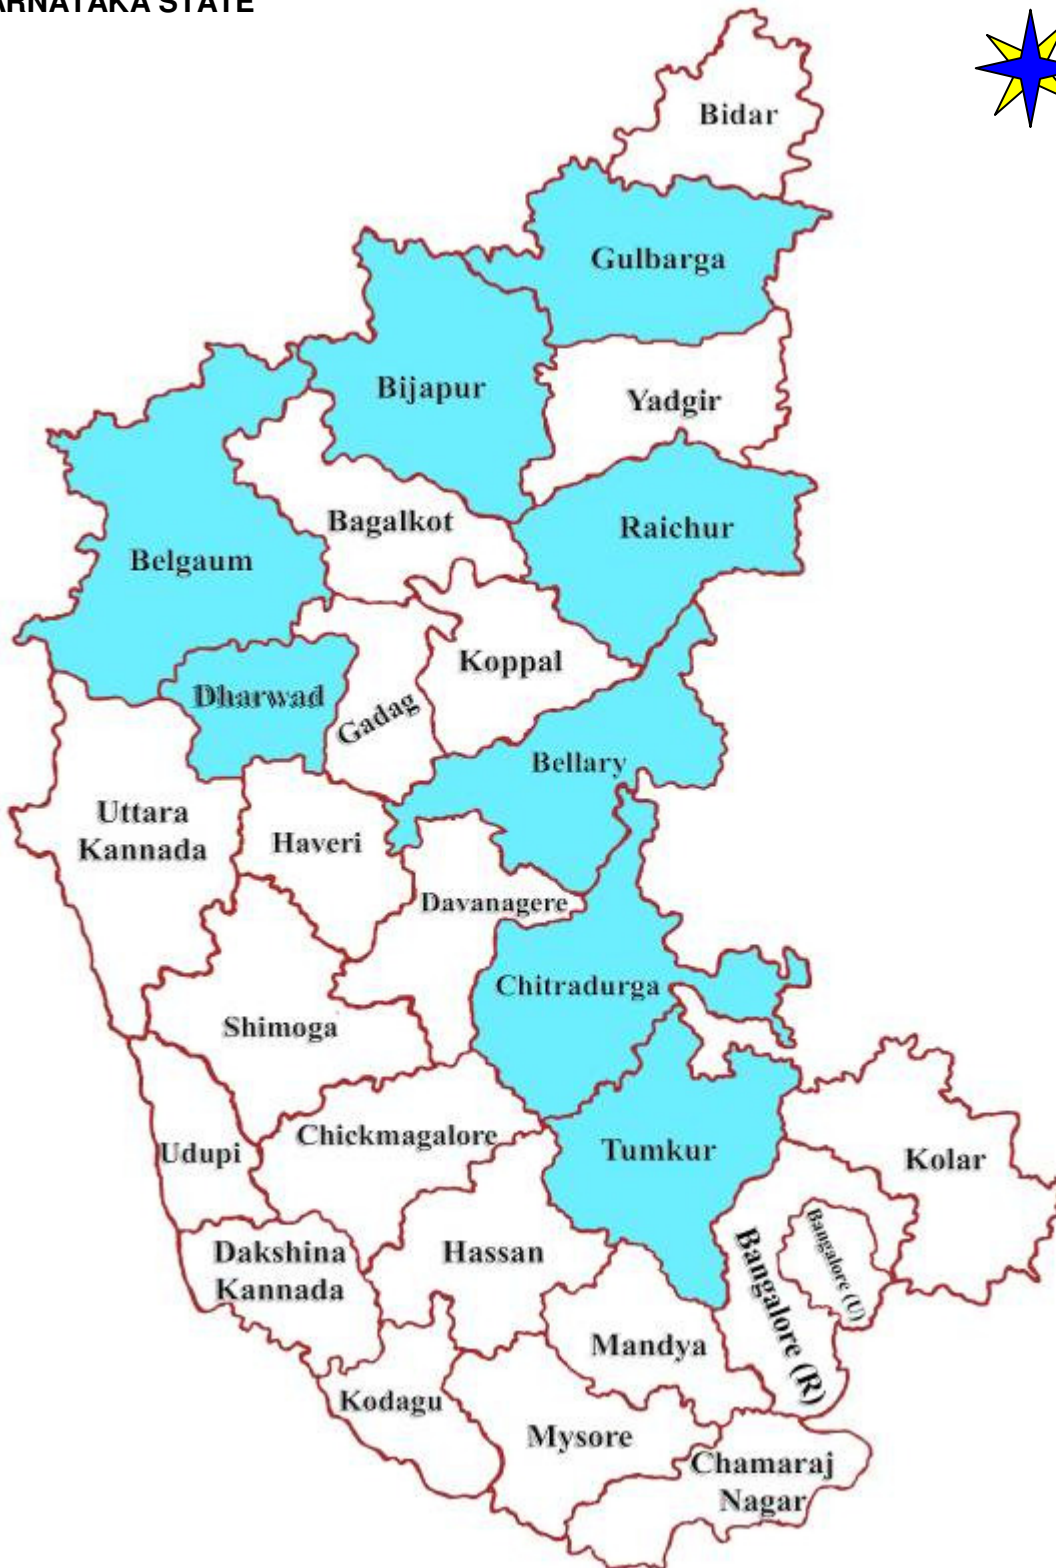 ARNATAKA STATE
Bidar
Gulbarga
Bijapur
Yadgir
Bagalkot
Raichur
Belgaum
Koppal
Dharwad
Gadag
Bellary
Uttara
Kannada
Haveri
Davanagere
Chitradurga
Shimoga
Chickmagalore
Udupi
Tumkur
Kolar
Dakshina
Kannada
Hassan
Bangalore (U)
Bangalore (R)
Mandya
Kodagu
Mysore
Chamaraj
Nagar